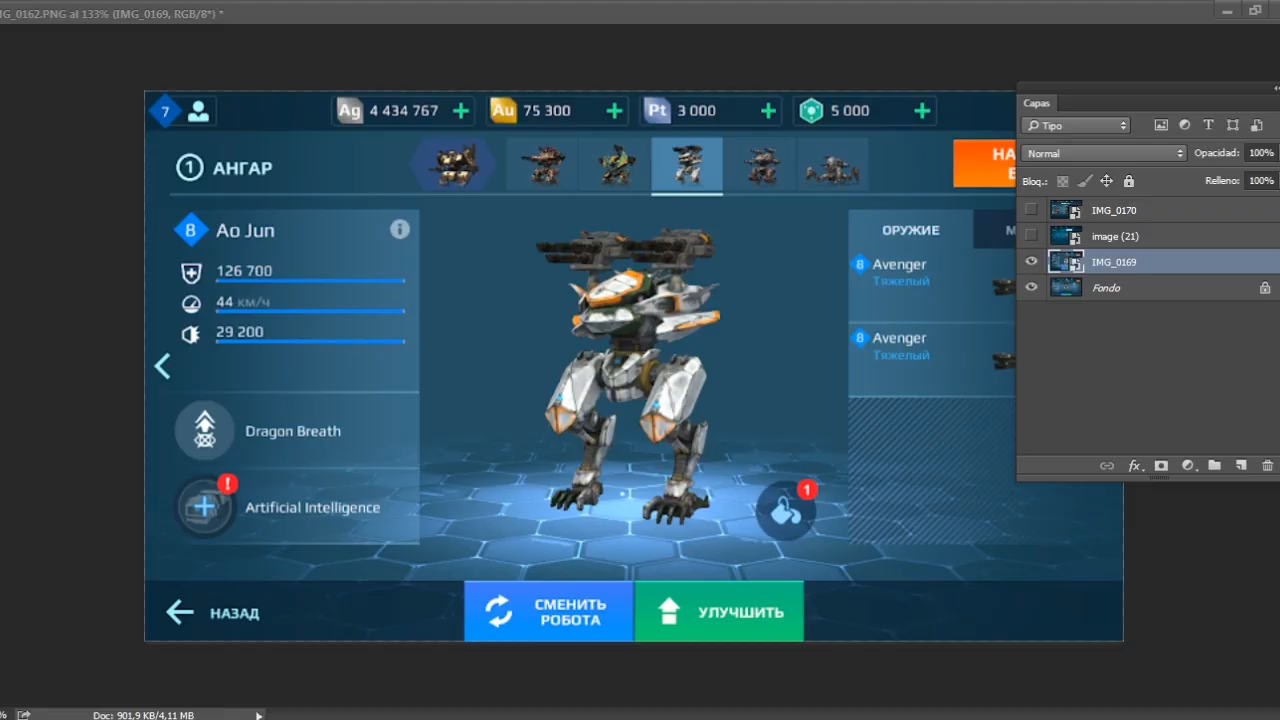 IMG_0162.PNG al 133% (IMG_0169, RGB/8*) *
7
Ag 4 434 767
Au 75 300
Pt 3 000
5 000
1 АНГАР
НА
8 Ao Jun
126 700
44 км/ч
29 200
Dragon Breath
!
Artificial Intelligence
1
ОРУЖИЕ
М
8 Avenger
Тяжелый
8 Avenger
Тяжелый
НАЗАД
СМЕНИТЬ
РОБОТА
УЛУЧШИТЬ
Capas
Tipo
Normal
Opacidad: 100%
Bloq.:
Relleno: 100%
IMG_0170
image (21)
IMG_0169
Fondo
fx
%
Doc: 901,9 KB/4,11 MB